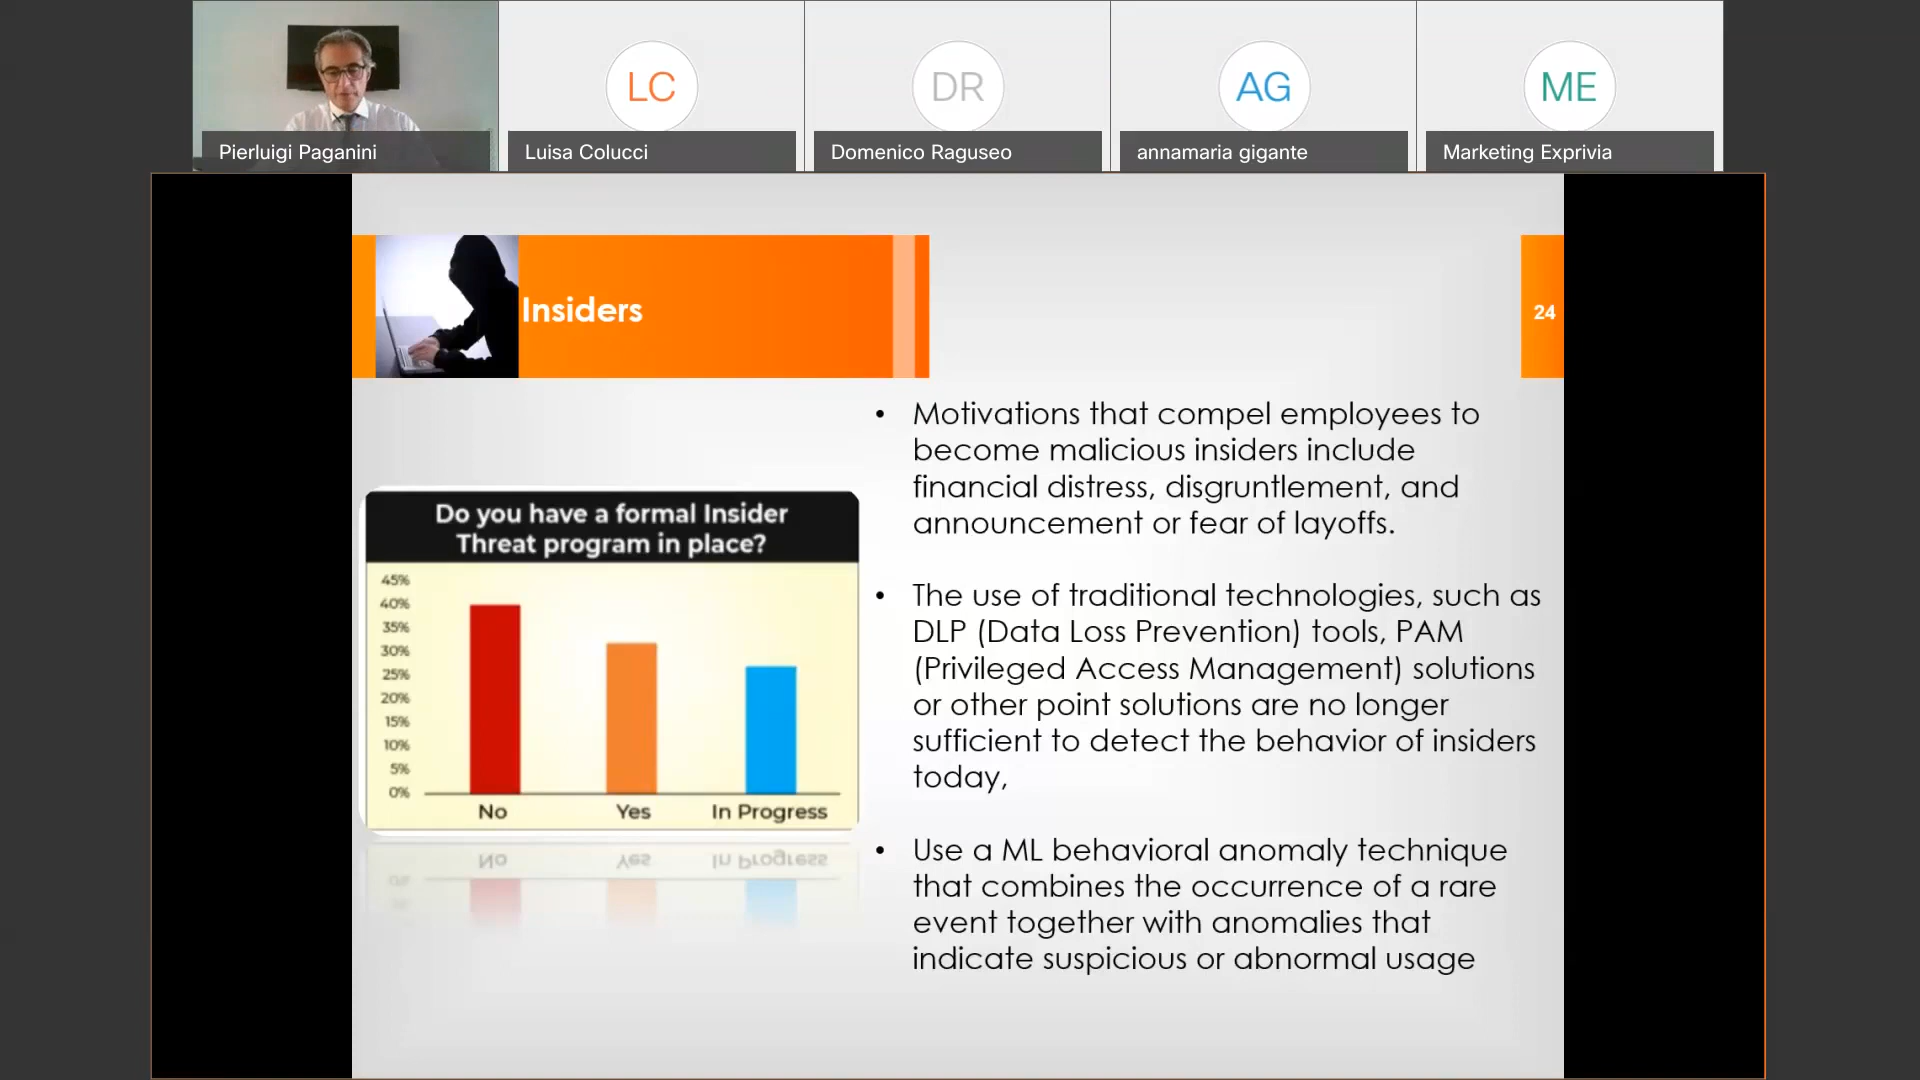 LC
DR
AG
ME
Pierluigi Paganini
Luisa Colucci
Domenico Raguseo
annamaria gigante
Marketing Exprivia
Insiders
24
• Motivations that compel employees to
become malicious insiders include
financial distress, disgruntlement, and
announcement or fear of layoffs.
• The use of traditional technologies, such as
DLP (Data Loss Prevention) tools, PAM
(Privileged Access Management) solutions
or other point solutions are no longer
sufficient to detect the behavior of insiders
today,
• Use a ML behavioral anomaly technique
that combines the occurrence of a rare
event together with anomalies that
indicate suspicious or abnormal usage
Do you have a formal Insider
Threat program in place?
45%
40%
35%
30%
25%
20%
15%
10%
5%
0%
No Yes In Progress